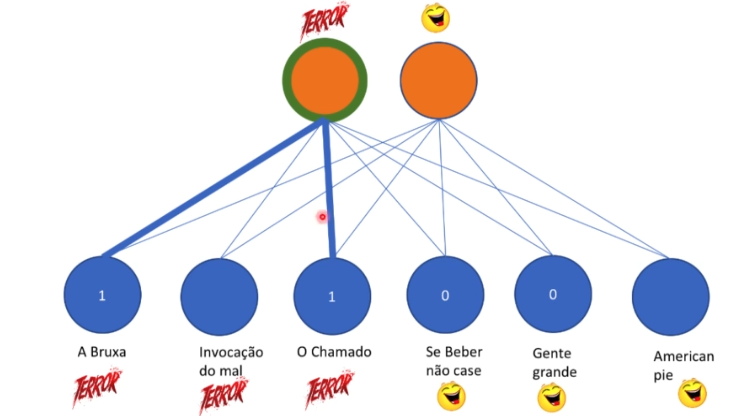 TERROR
1
1
0
0
A Bruxa
Invocação
do mal
O Chamado
Se Beber
não case
Gente
grande
American
pie
TERROR
TERROR
TERROR